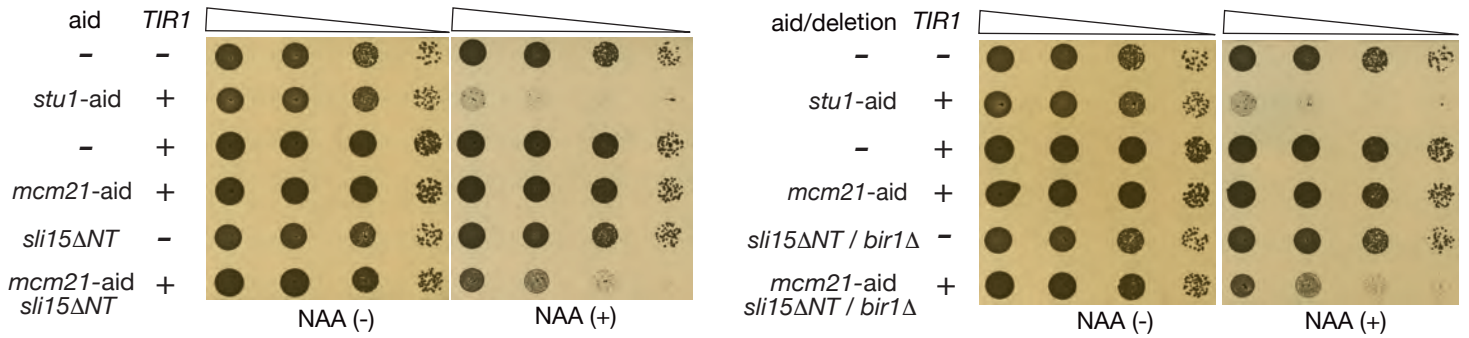 aid TIR1
– –
stu1-aid +
– +
mcm21-aid +
sli15ΔNT –
mcm21-aid +
sli15ΔNT
NAA (-) NAA (+)
aid/deletion TIR1
– –
stu1-aid +
– +
mcm21-aid +
sli15ΔNT / bir1Δ –
mcm21-aid +
sli15ΔNT / bir1Δ
NAA (-) NAA (+)